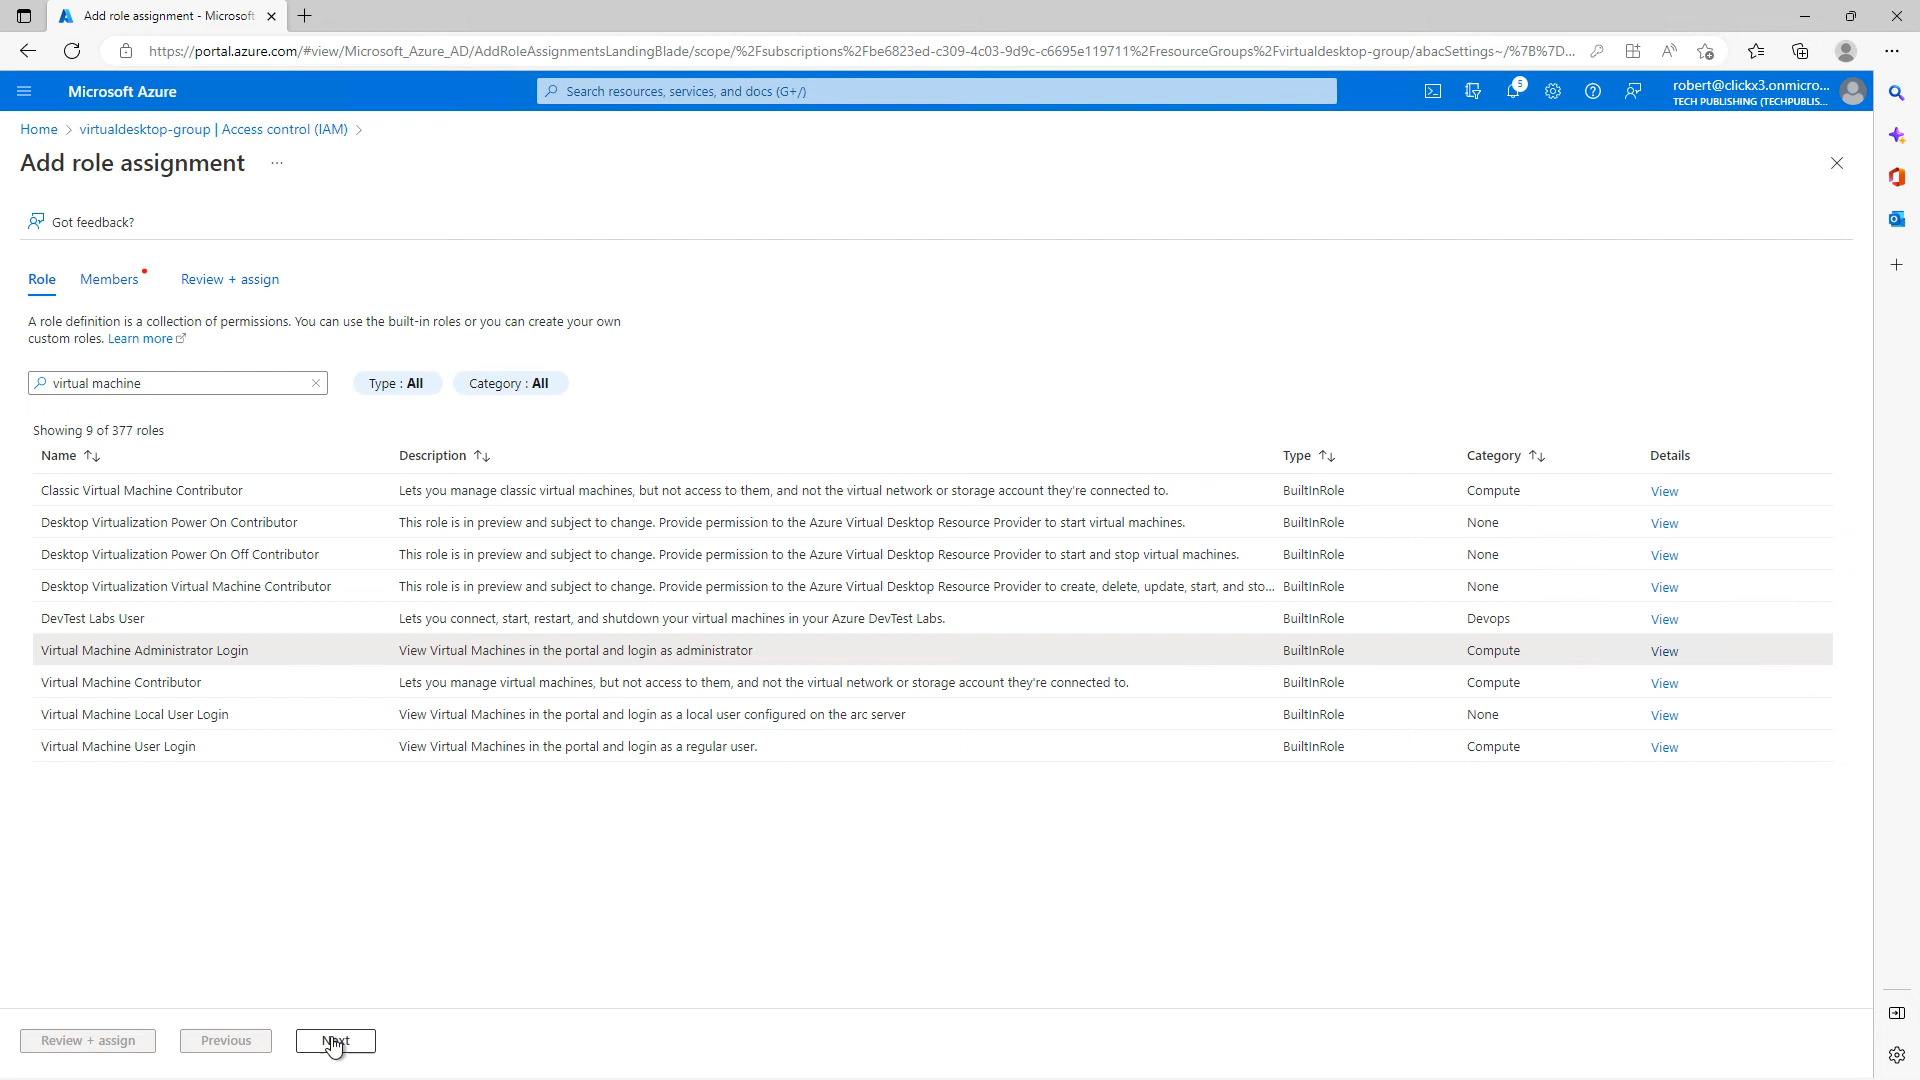 Add role assignment - Microsoft
https://portal.azure.com/#view/Microsoft_Azure_AD/AddRoleAssignmentsLandingBlade/scope/%2Fsubscriptions%2Fbe6823ed-c309-4c03-9d9c-c6695e119711%2FresourceGroups%2Fvirtualdesktop-group/abacSettings~/%7B%7D...
Microsoft Azure
Search resources, services, and docs (G+/)
5
robert@clickx3.onmicro...
TECH PUBLISHING (TECHPUBLIS...
Home > virtualdesktop-group | Access control (IAM) >
Add role assignment ...
Got feedback?
Role Members Review + assign
A role definition is a collection of permissions. You can use the built-in roles or you can create your own
custom roles. Learn more
virtual machine Type : All Category : All
Showing 9 of 377 roles
Name Description Type Category Details
Classic Virtual Machine Contributor Lets you manage classic virtual machines, but not access to them, and not the virtual network or storage account they're connected to. BuiltInRole Compute View
Desktop Virtualization Power On Contributor This role is in preview and subject to change. Provide permission to the Azure Virtual Desktop Resource Provider to start virtual machines. BuiltInRole None View
Desktop Virtualization Power On Off Contributor This role is in preview and subject to change. Provide permission to the Azure Virtual Desktop Resource Provider to start and stop virtual machines. BuiltInRole None View
Desktop Virtualization Virtual Machine Contributor This role is in preview and subject to change. Provide permission to the Azure Virtual Desktop Resource Provider to create, delete, update, start, and sto... BuiltInRole None View
DevTest Labs User Lets you connect, start, restart, and shutdown your virtual machines in your Azure DevTest Labs. BuiltInRole Devops View
Virtual Machine Administrator Login View Virtual Machines in the portal and login as administrator BuiltInRole Compute View
Virtual Machine Contributor Lets you manage virtual machines, but not access to them, and not the virtual network or storage account they're connected to. BuiltInRole Compute View
Virtual Machine Local User Login View Virtual Machines in the portal and login as a local user configured on the arc server BuiltInRole None View
Virtual Machine User Login View Virtual Machines in the portal and login as a regular user. BuiltInRole Compute View
Review + assign Previous Next